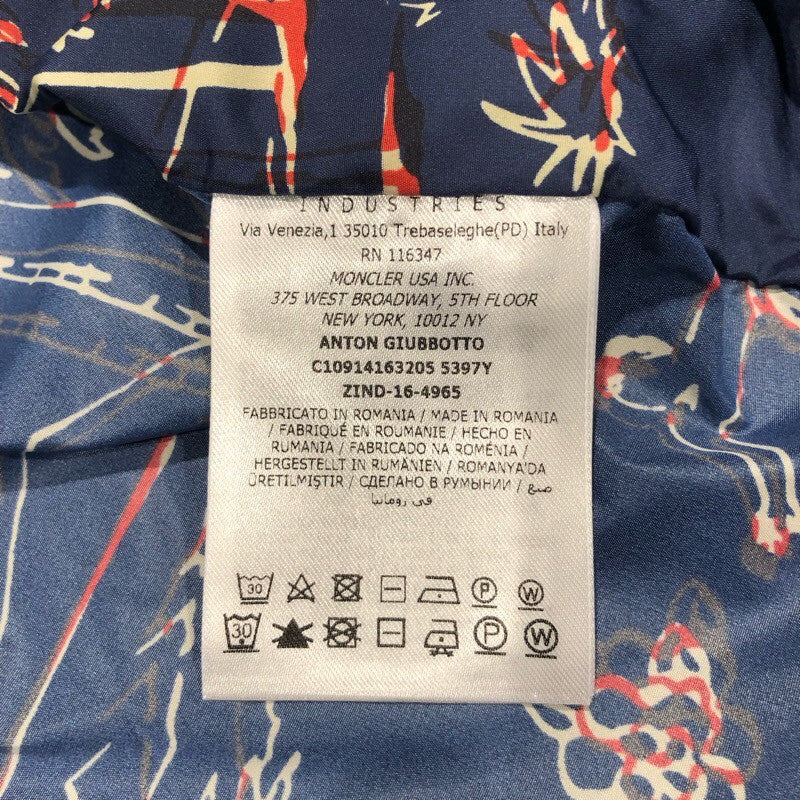 INDUSTRIES
Via Venezia,1 35010 Trebaseleghe(PD) Italy
RN 116347
MONCLER USA INC.
375 WEST BROADWAY, 5TH FLOOR
NEW YORK, 10012 NY
ANTON GIUBBOTTO
C10914163205 5397Y
ZIND-16-4965
FABBRICATO IN ROMANIA / MADE IN ROMANIA
/ FABRIQUÉ EN ROUMANIE / HECHO EN
RUMANIA / FABRICADO NA ROMÉNIA /
HERGESTELLT IN RUMÄNIEN / ROMANYA'DA
ÜRETILMIŞTIR / СДЕЛАНО В РУМЫНИИ / صنع
في رومانيا
30 P W
30 P W